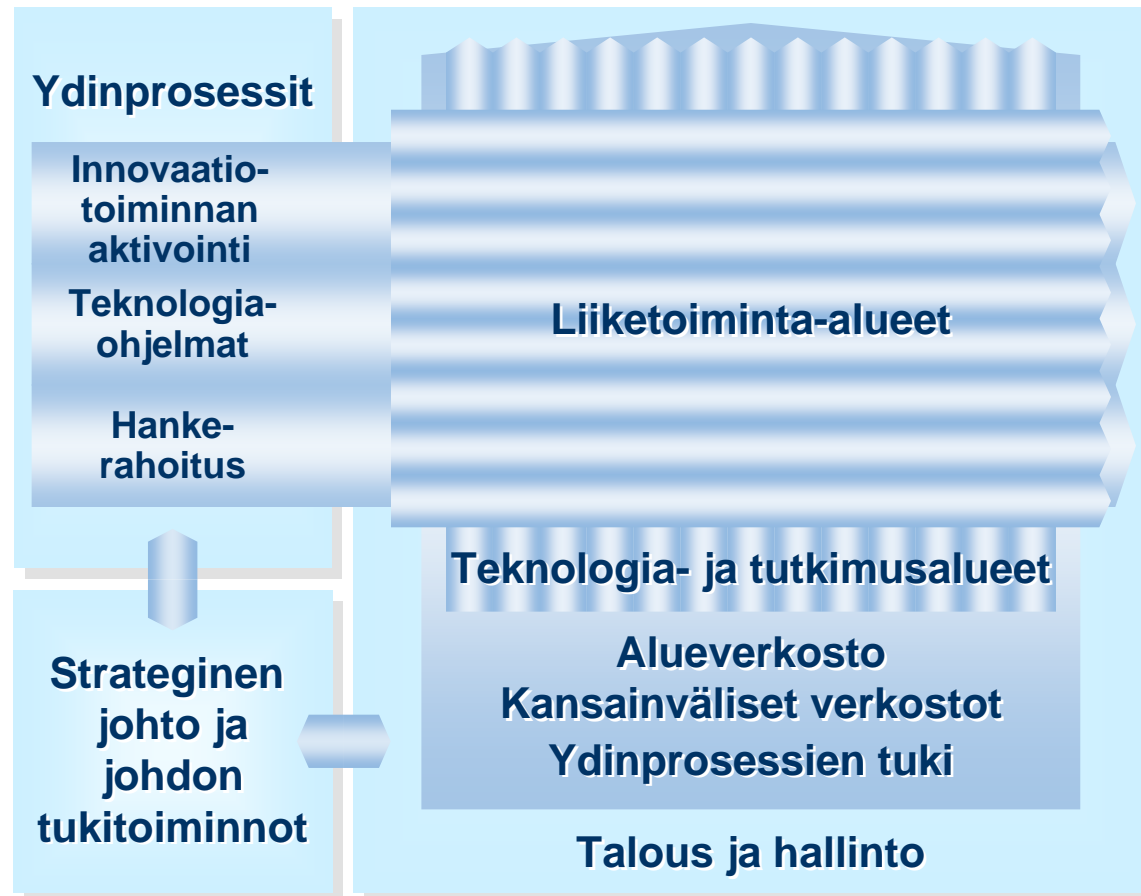 Ydinprosessit
Innovaatio-
toiminnan
aktivointi
Teknologia-
ohjelmat
Hanke-
rahoitus
Liiketoiminta-alueet
Teknologia- ja tutkimusalueet
Alueverkosto
Kansainväliset verkostot
Ydinprosessien tuki
Strateginen
johto ja
johdon
tukitoiminnot
Talous ja hallinto